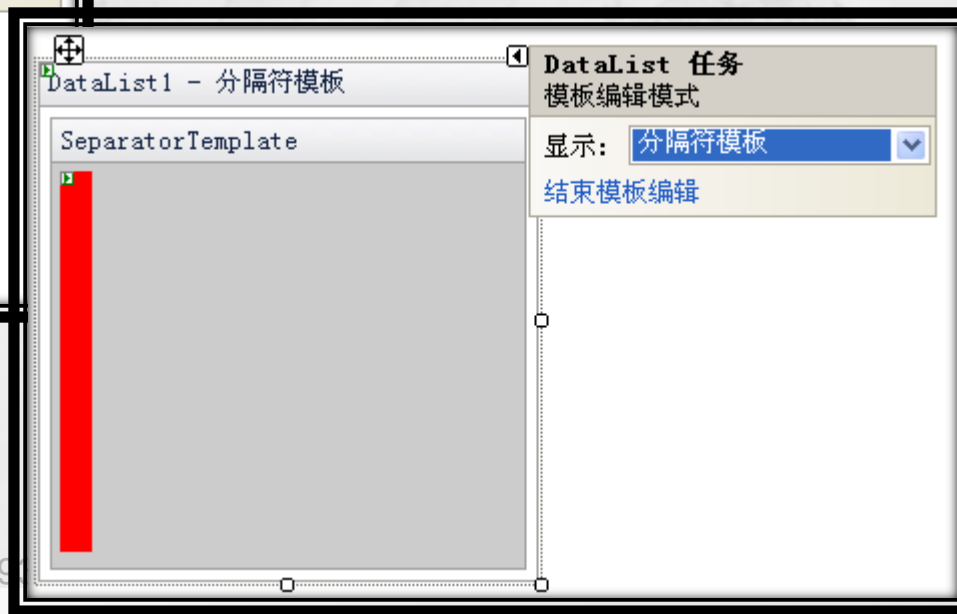 DataList1 - 分隔符模板
SeparatorTemplate
DataList 任务
模板编辑模式
显示: 分隔符模板
结束模板编辑